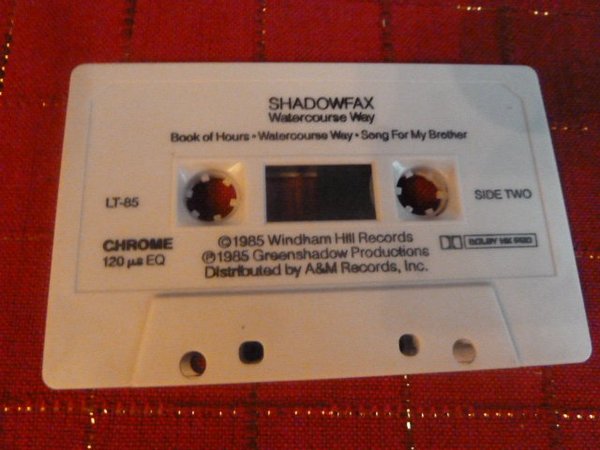 SHADOWFAX
Watercourse Way
Book of Hours • Watercourse Way • Song For My Brother
LT-85
SIDE TWO
CHROME
120 µs EQ
©1985 Windham Hill Records
℗1985 Greenshadow Productions
Distributed by A&M Records, Inc.
DOLBY HX PRO